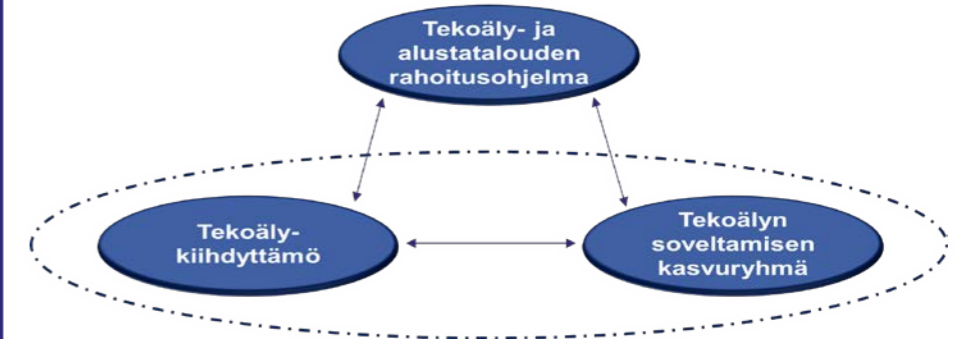 Tekoäly- ja
alustatalouden
rahoitusohjelma
Tekoäly-
kiihdyttämö
Tekoälyn
soveltamisen
kasvuryhmä